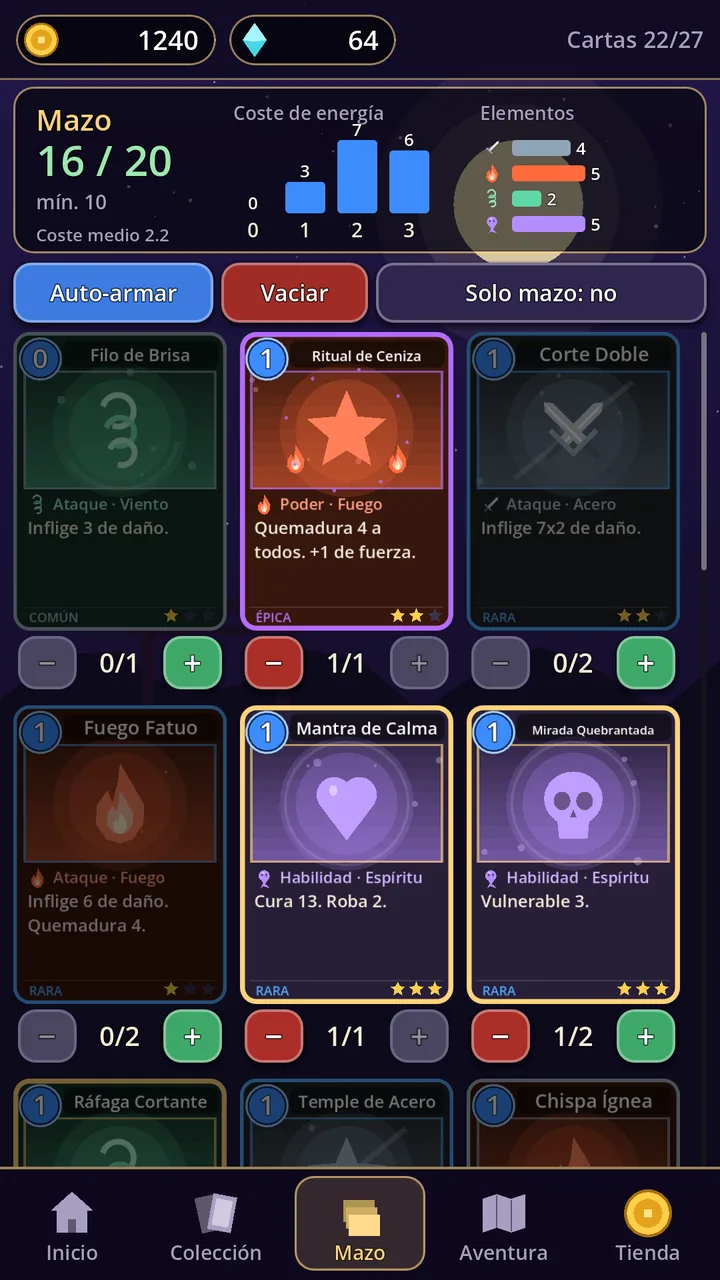 1240
64
Cartas 22/27
Mazo
16 / 20
mín. 10
Coste medio 2.2
Coste de energía
0 3 7 6
0 1 2 3
Elementos
4
5
2
5
Auto-armar
Vaciar
Solo mazo: no
0 Filo de Brisa
Ataque · Viento
Inflige 3 de daño.
COMÚN
0/1
1 Ritual de Ceniza
Poder · Fuego
Quemadura 4 a
todos. +1 de fuerza.
ÉPICA
1/1
1 Corte Doble
Ataque · Acero
Inflige 7x2 de daño.
RARA
0/2
1 Fuego Fatuo
Ataque · Fuego
Inflige 6 de daño.
Quemadura 4.
RARA
0/2
1 Mantra de Calma
Habilidad · Espíritu
Cura 13. Roba 2.
RARA
1/1
1 Mirada Quebrantada
Habilidad · Espíritu
Vulnerable 3.
RARA
1/2
1 Ráfaga Cortante
1 Temple de Acero
1 Chispa Ígnea
Inicio
Colección
Mazo
Aventura
Tienda